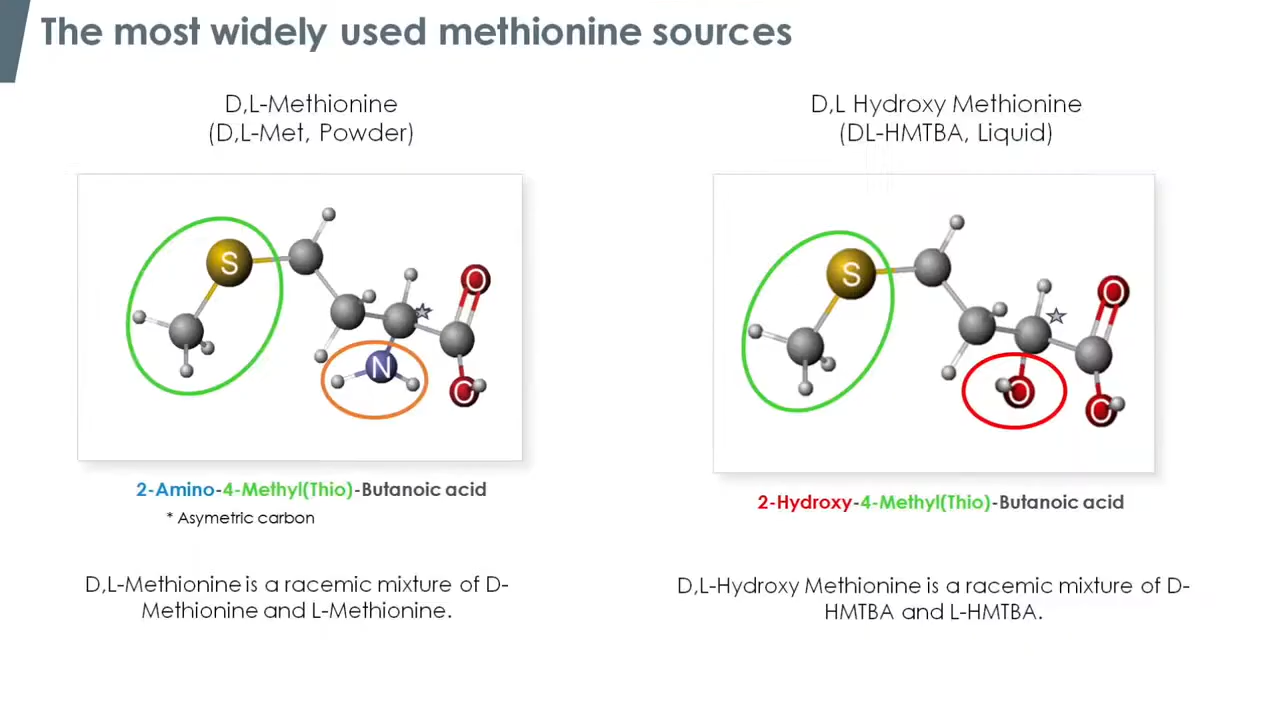 The most widely used methionine sources
D,L-Methionine
(D,L-Met, Powder)
S
N
O
O
2-Amino-4-Methyl(Thio)-Butanoic acid
* Asymetric carbon
D,L-Methionine is a racemic mixture of D-
Methionine and L-Methionine.
D,L Hydroxy Methionine
(DL-HMTBA, Liquid)
S
O
O
O
2-Hydroxy-4-Methyl(Thio)-Butanoic acid
D,L-Hydroxy Methionine is a racemic mixture of D-
HMTBA and L-HMTBA.